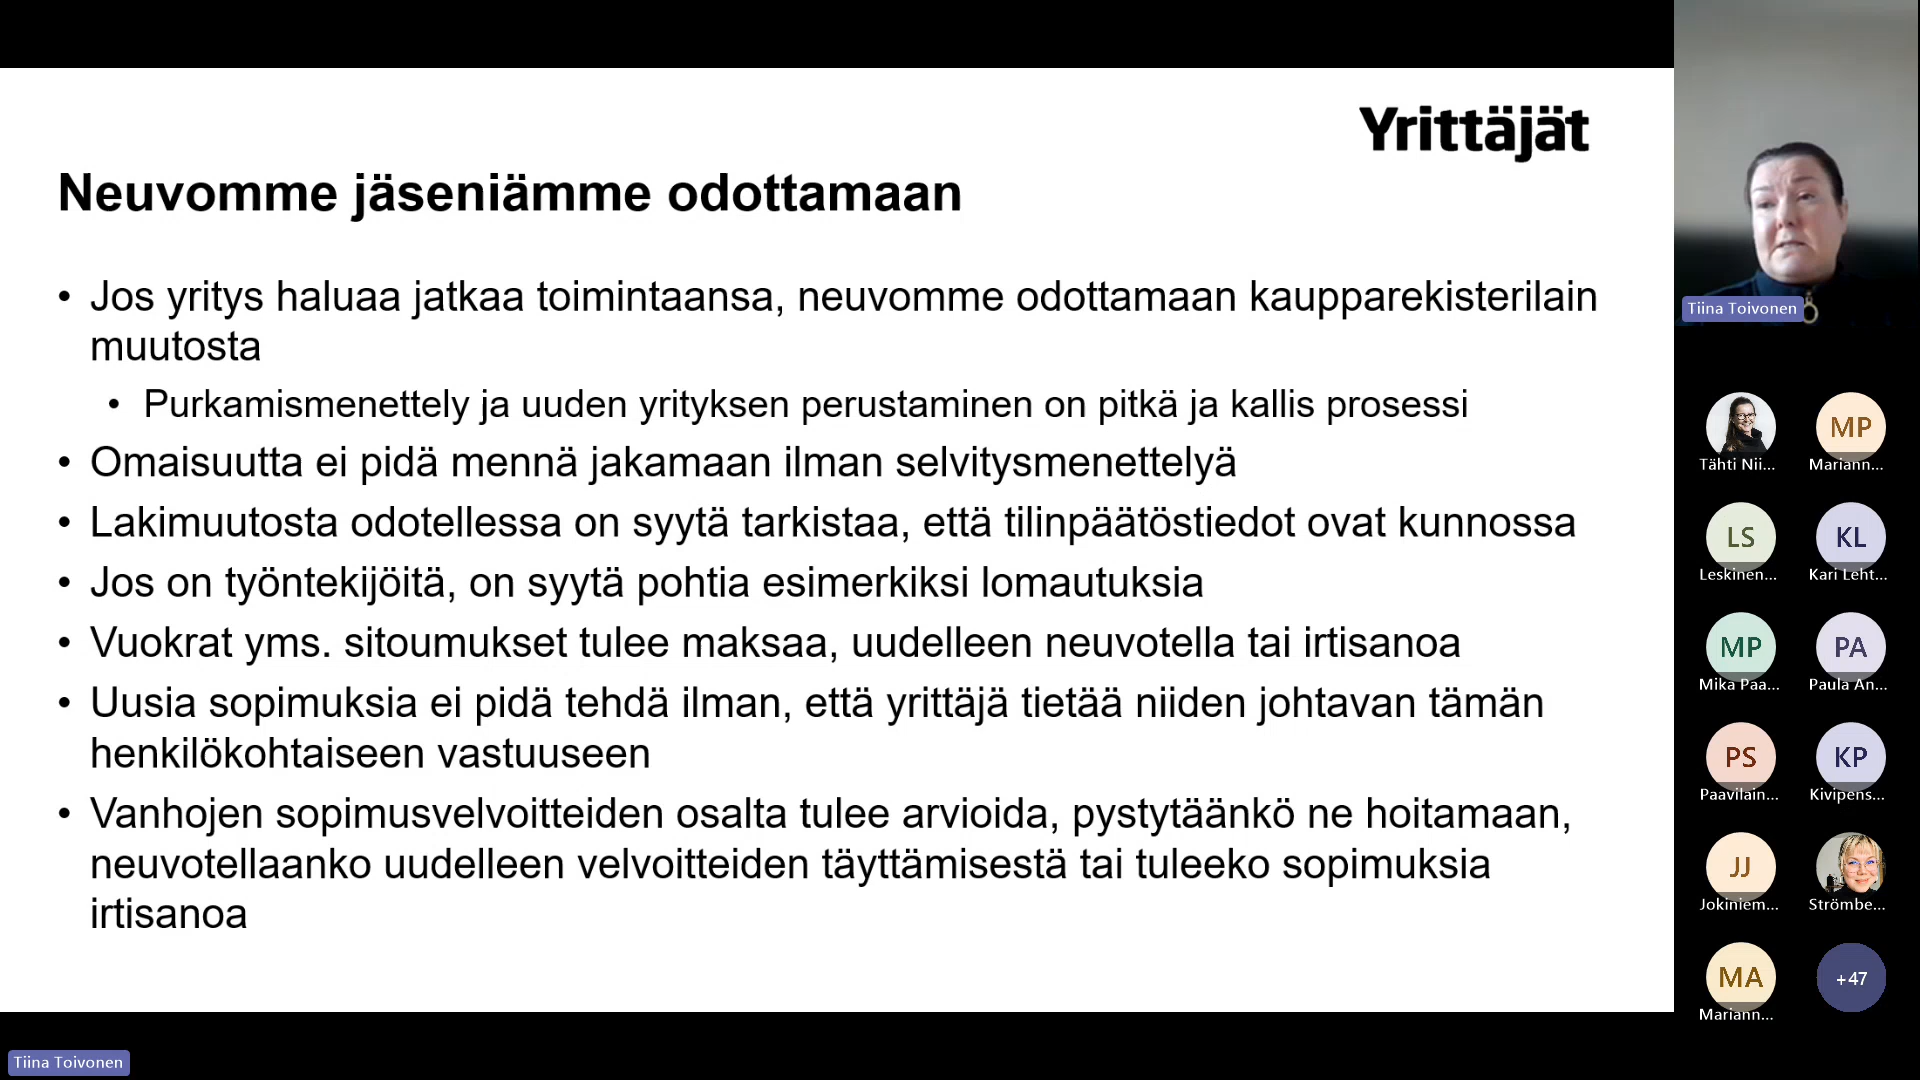 Yrittäjät
Neuvomme jäseniämme odottamaan
• Jos yritys haluaa jatkaa toimintaansa, neuvomme odottamaan kaupparekisterilain
muutosta
• Purkamismenettely ja uuden yrityksen perustaminen on pitkä ja kallis prosessi
• Omaisuutta ei pidä mennä jakamaan ilman selvitysmenettelyä
• Lakimuutosta odotellessa on syytä tarkistaa, että tilinpäätöstiedot ovat kunnossa
• Jos on työntekijöitä, on syytä pohtia esimerkiksi lomautuksia
• Vuokrat yms. sitoumukset tulee maksaa, uudelleen neuvotella tai irtisanoa
• Uusia sopimuksia ei pidä tehdä ilman, että yrittäjä tietää niiden johtavan tämän
henkilökohtaiseen vastuuseen
• Vanhojen sopimusvelvoitteiden osalta tulee arvioida, pystytäänkö ne hoitamaan,
neuvotellaanko uudelleen velvoitteiden täyttämisestä tai tuleeko sopimuksia
irtisanoa
Tiina Toivonen
Tiina Toivonen
MP
Tähti Nii... Mariann...
LS KL
Leskinen... Kari Leht...
MP PA
Mika Paa... Paula An...
PS KP
Paavilain... Kivipens...
JJ
Jokiniem... Strömbe...
MA +47
Mariann...